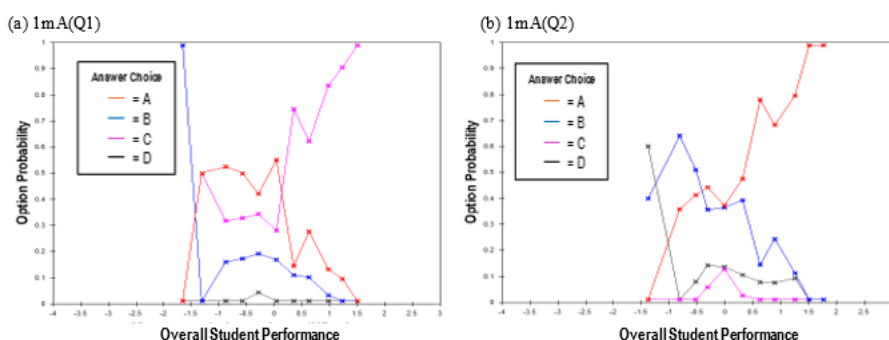 (a) 1mA(Q1)
Option Probability
1
0.9
0.8
0.7
0.6
0.5
0.4
0.3
0.2
0.1
0
Answer Choice
= A
= B
= C
= D
-4 -3.5 -3 -2.5 -2 -1.5 -1 -0.5 0 0.5 1 1.5 2 2.5 3
Overall Student Performance
(b) 1mA(Q2)
Option Probability
1
0.9
0.8
0.7
0.6
0.5
0.4
0.3
0.2
0.1
0
Answer Choice
= A
= B
= C
= D
-4 -3.5 -3 -2.5 -2 -1.5 -1 -0.5 0 0.5 1 1.5 2 2.5 3
Overall Student Performance